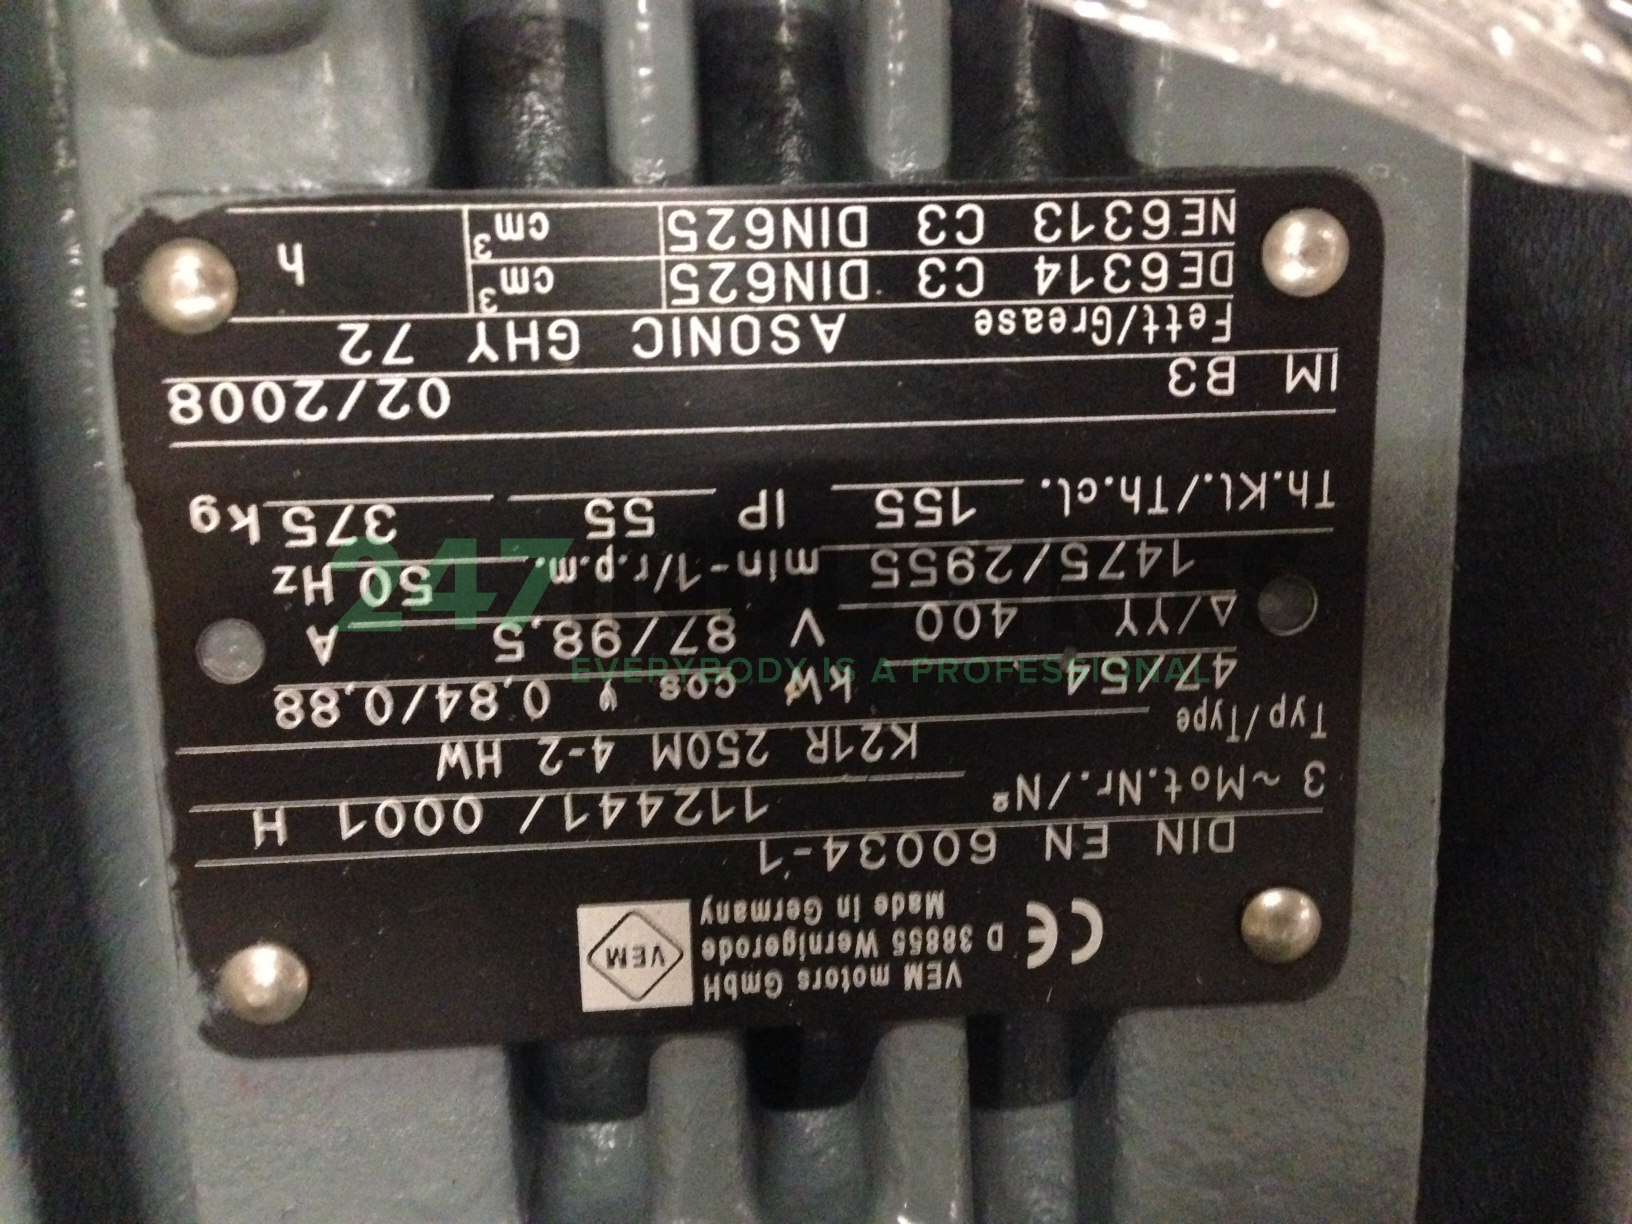 VEM motors GmbH
D 38855 Wernigerode
Made in Germany
CE
VEM
DIN EN 60034-1
3 ~Mot.Nr./Nº 112441/ 0001 H
Typ/Type K21R 250M 4-2 HW
47/54 kW cos φ 0,84/0,88
Δ/YY 400 V 87/98,5 A
1475/2955 min-1/r.p.m. 50 Hz
Th.Kl./Th.cl. 155 IP 55 375 kg
IM B3 02/2008
Fett/Grease ASONIC GHY 72
DE6314 C3 DIN625 cm³
NE6313 C3 DIN625 cm³ h
247
EVERYBODY IS A PROFESSIONAL